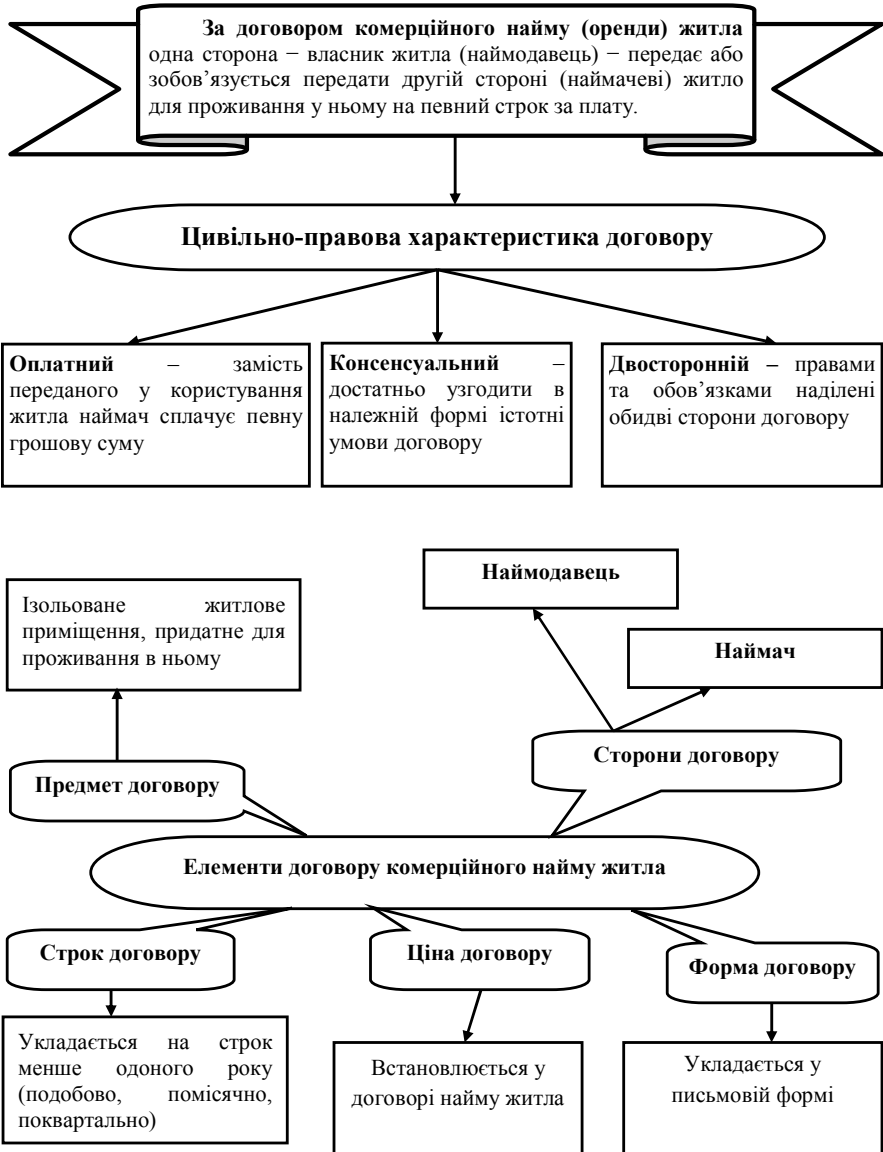 За договором комерційного найму (оренди) житла
одна сторона − власник житла (наймодавець) − передає або
зобов’язується передати другій стороні (наймачеві) житло
для проживання у ньому на певний строк за плату.
Цивільно-правова характеристика договору
Оплатний – замість
переданого у користування
житла наймач сплачує певну
грошову суму
Консенсуальний –
достатньо узгодити в
належній формі істотні
умови договору
Двосторонній – правами
та обов’язками наділені
обидві сторони договору
Наймодавець
Ізольоване житлове
приміщення, придатне для
проживання в ньому
Наймач
Сторони договору
Предмет договору
Елементи договору комерційного найму житла
Строк договору
Ціна договору
Форма договору
Укладається на строк
менше одоного року
(подобово, помісячно,
поквартально)
Встановлюється у
договорі найму житла
Укладається у
письмовій формі